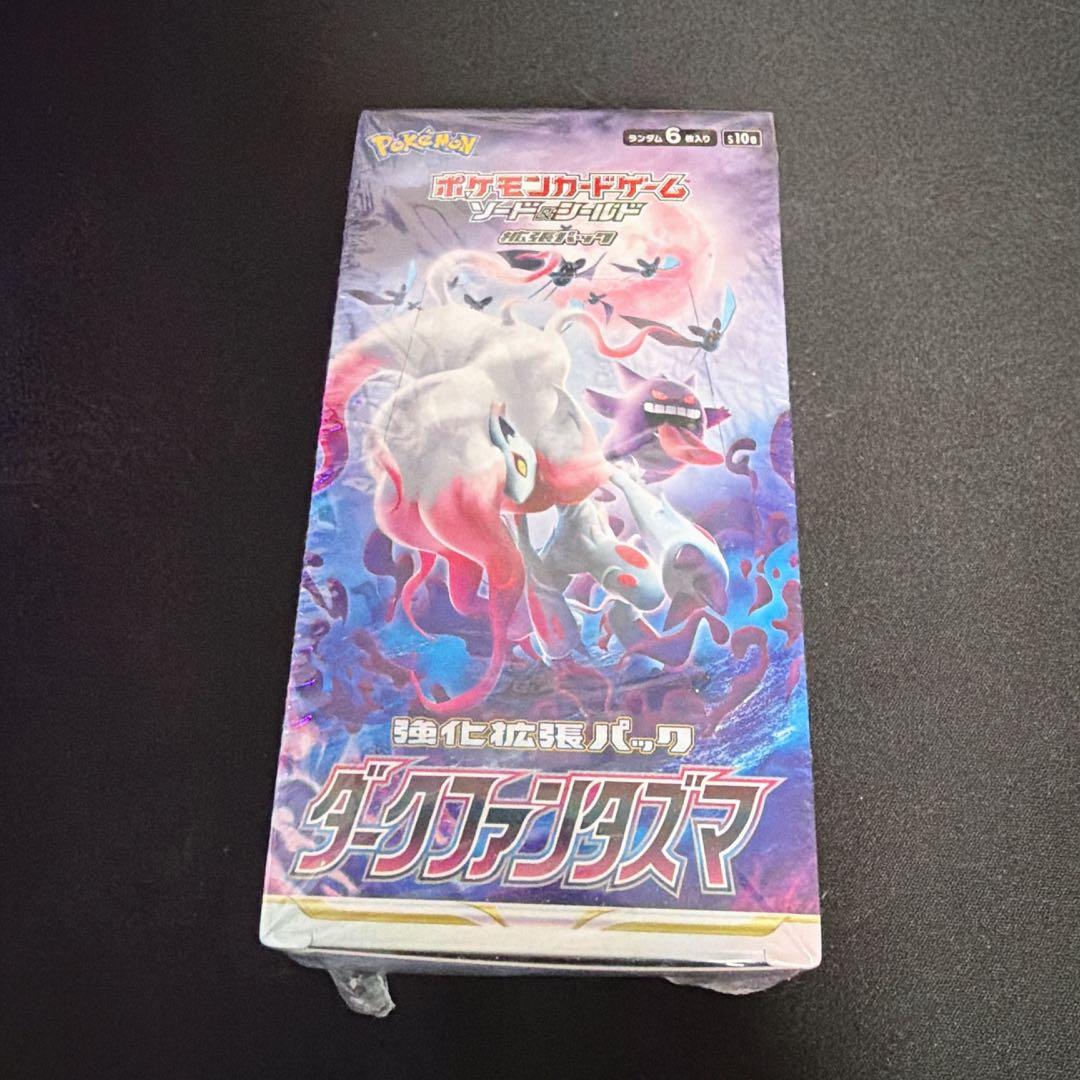 Pokémon
ランダム6枚入り s10a
ポケモンカードゲーム
ソード&シールド
拡張パック
強化拡張パック
ダークファンタズマ